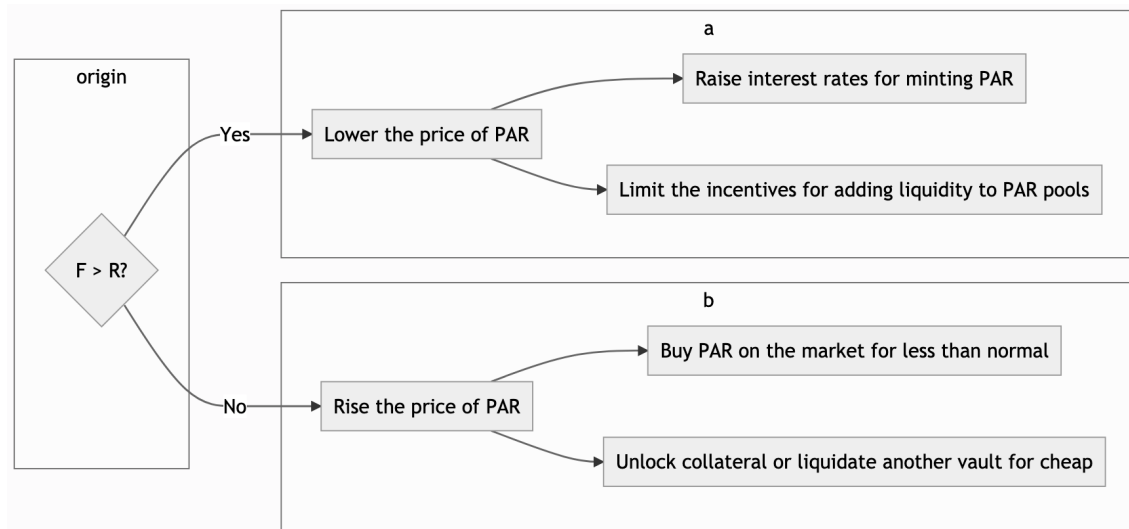 origin
F > R?
Yes
No
a
Lower the price of PAR
Raise interest rates for minting PAR
Limit the incentives for adding liquidity to PAR pools
b
Rise the price of PAR
Buy PAR on the market for less than normal
Unlock collateral or liquidate another vault for cheap